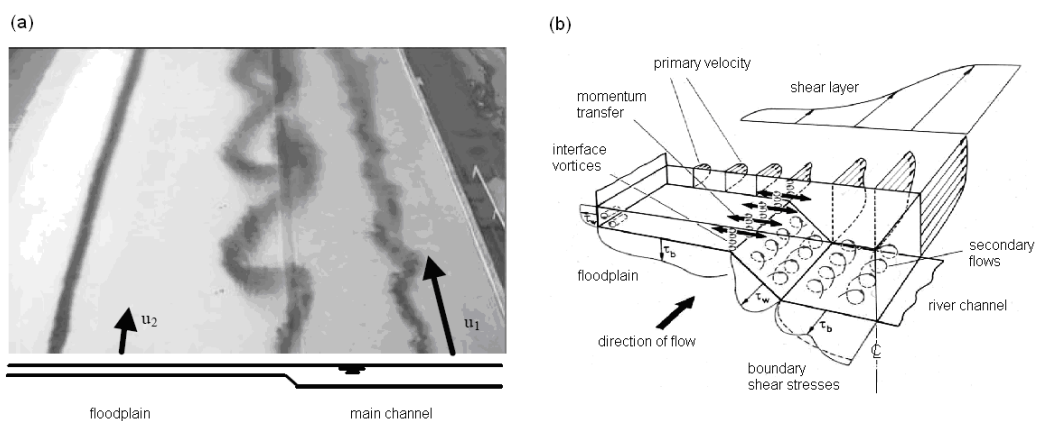 (a)
u₂
u₁
floodplain
main channel
(b)
primary velocity
shear layer
momentum
transfer
interface
vortices
τw
τb
floodplain
τw
secondary
flows
river channel
direction of flow
τb
℄
boundary
shear stresses